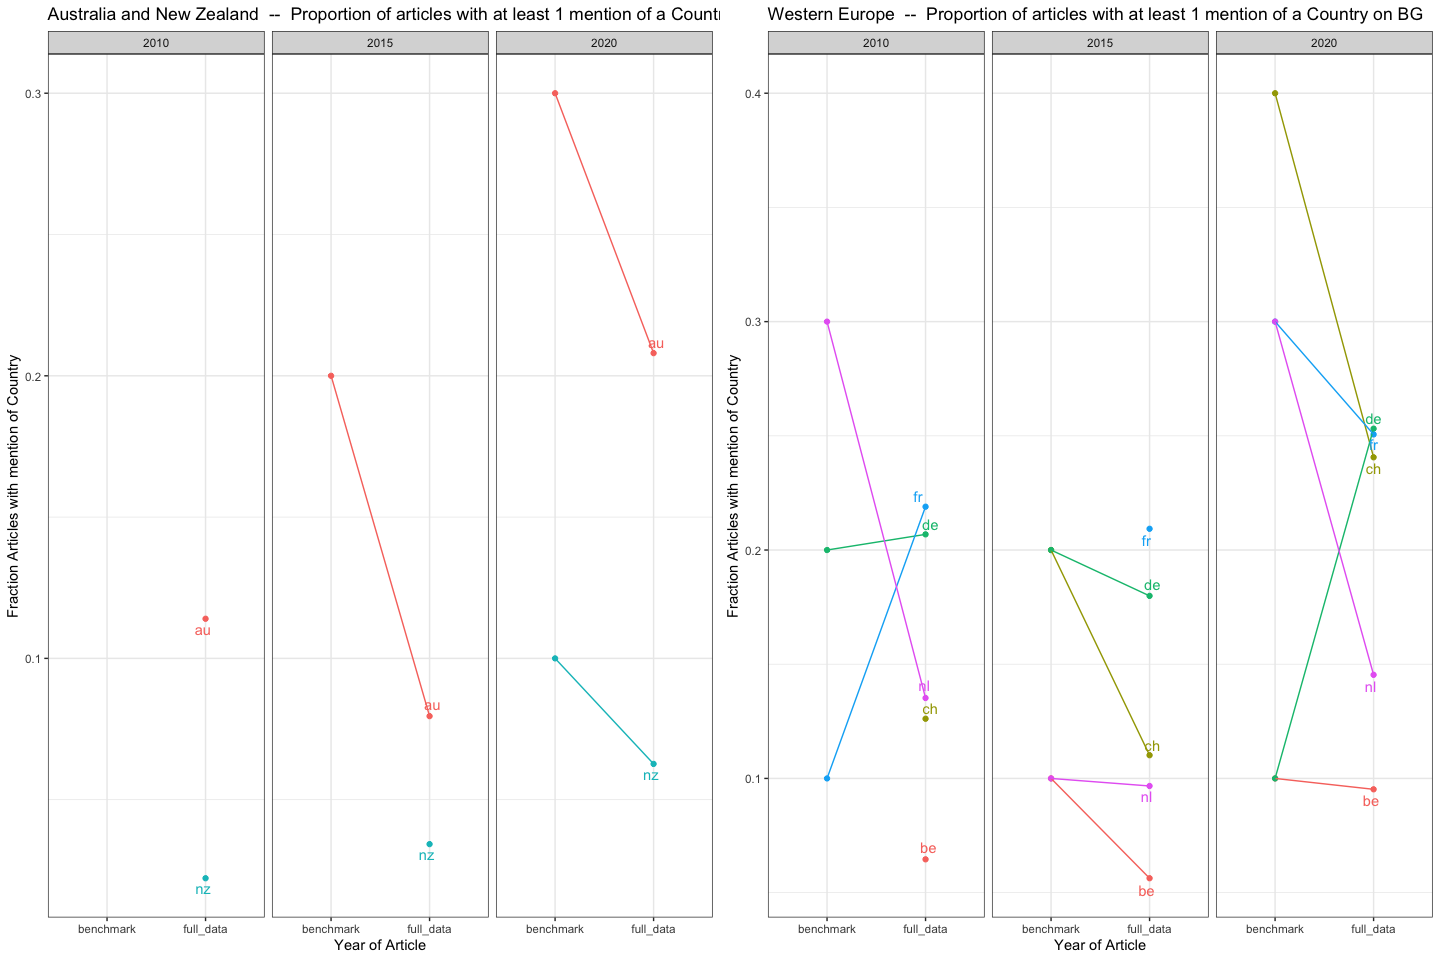 Australia and New Zealand -- Proportion of articles with at least 1 mention of a
2010 2015 2020
0.3
0.2
0.1
Fraction Articles with mention of Country
au
nz
au
nz
au
nz
benchmark full_data benchmark full_data benchmark full_data
Year of Article
Western Europe -- Proportion of articles with at least 1 mention of a Country on BG
2010 2015 2020
0.4
0.3
0.2
0.1
Fraction Articles with mention of Country
fr
de
nl
ch
be
fr
de
ch
nl
be
de
fr
ch
nl
be
benchmark full_data benchmark full_data benchmark full_data
Year of Article